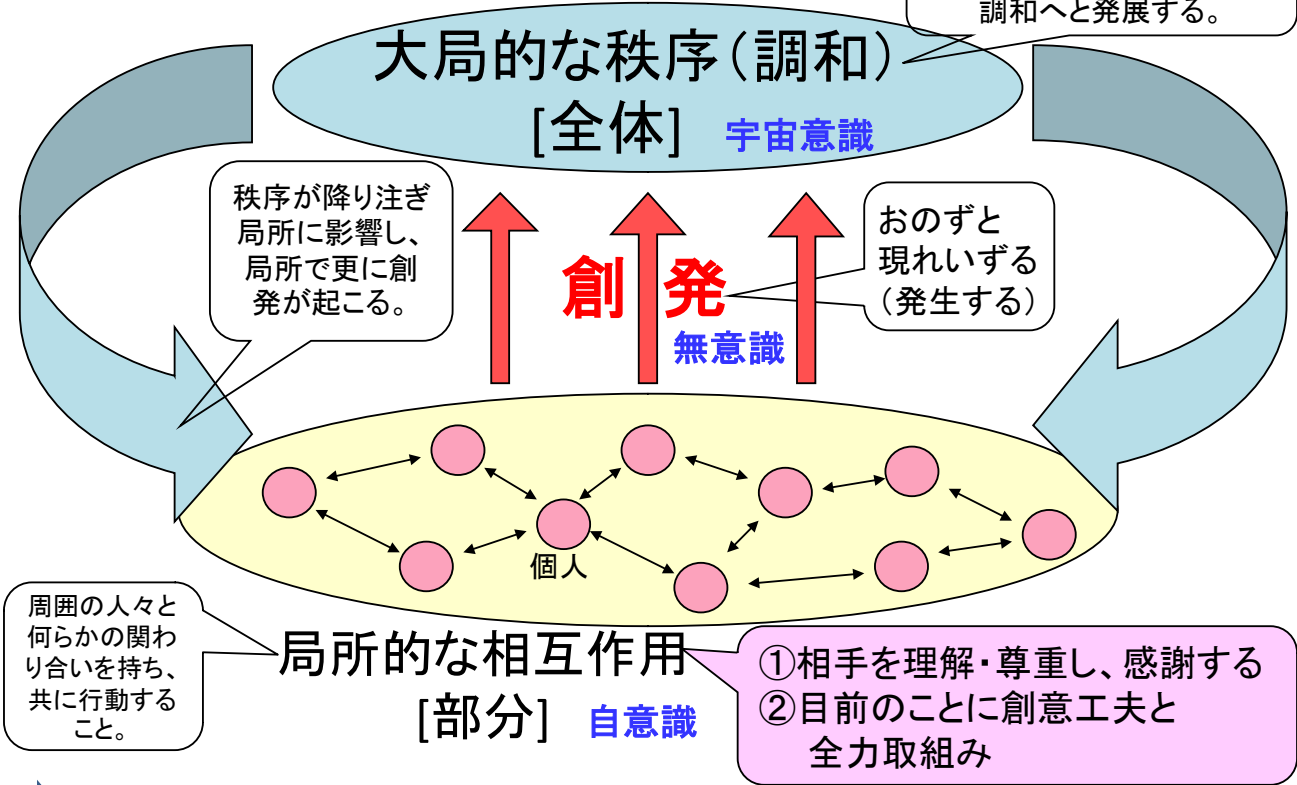 調和へと発展する。
大局的な秩序（調和）
[全体] 宇宙意識
秩序が降り注ぎ
局所に影響し、
局所で更に創
発が起こる。
創発
無意識
おのずと
現れいずる
（発生する）
個人
周囲の人々と
何らかの関わ
り合いを持ち、
共に行動する
こと。
局所的な相互作用
[部分] 自意識
①相手を理解・尊重し、感謝する
②目前のことに創意工夫と
全力取組み